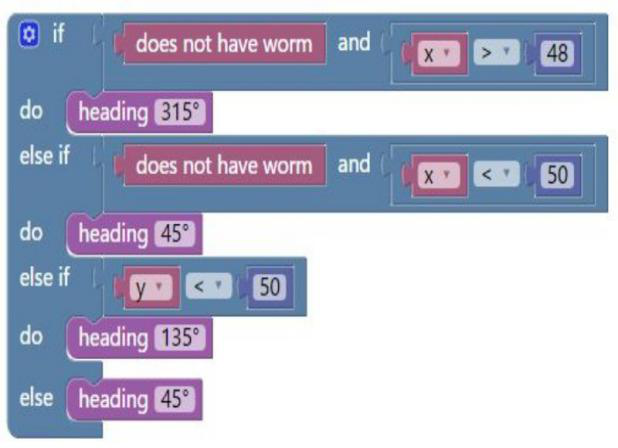 if does not have worm and x > 48
do heading 315°
else if does not have worm and x < 50
do heading 45°
else if y < 50
do heading 135°
else heading 45°